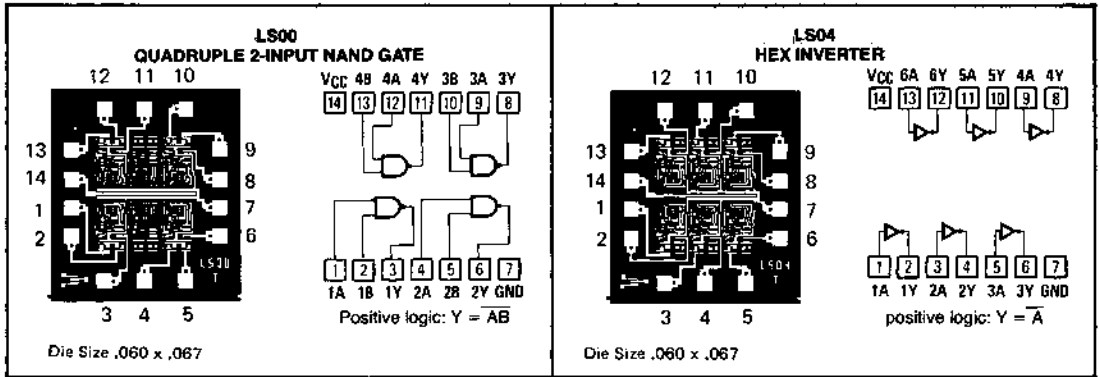 LS00
QUADRUPLE 2-INPUT NAND GATE
12 11 10
13
14
1
2
9
8
7
6
LS00
T
3 4 5
VCC 4B 4A 4Y 3B 3A 3Y
14 13 12 11 10 9 8
1 2 3 4 5 6 7
1A 1B 1Y 2A 2B 2Y GND
Positive logic: Y = A̅B̅
Die Size .060 x .067
LS04
HEX INVERTER
12 11 10
13
14
1
2
9
8
7
6
LS04
T
3 4 5
VCC 6A 6Y 5A 5Y 4A 4Y
14 13 12 11 10 9 8
1 2 3 4 5 6 7
1A 1Y 2A 2Y 3A 3Y GND
positive logic: Y = A̅
Die Size .060 x .067